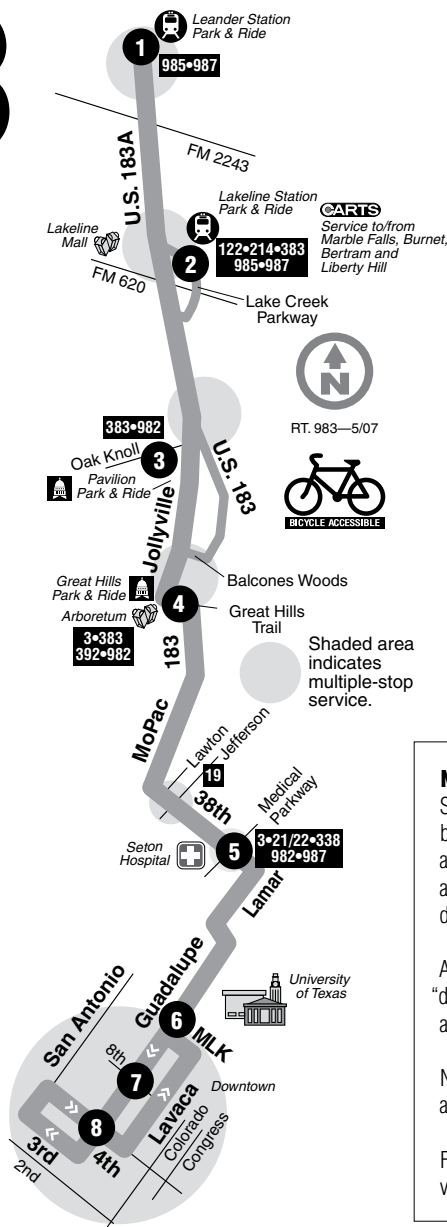 Leander Station
Park & Ride
1
985•987
U.S. 183A
FM 2243
Lakeline Station
Park & Ride
CARTS
Service to/from
Marble Falls, Burnet,
Bertram and
Liberty Hill
Lakeline
Mall
122•214•383
985•987
2
FM 620
Lake Creek
Parkway
N
RT. 983—5/07
383•982
Oak Knoll
3
Pavilion
Park & Ride
U.S. 183
Jollyville
BICYCLE ACCESSIBLE
Balcones Woods
Great Hills
Park & Ride
4
Arboretum
Great Hills
Trail
3•383
392•982
183
Shaded area
indicates
multiple-stop
service.
MoPac
Lawton
Jefferson
19
38th
Medical
Parkway
Seton
Hospital
5
3•21/22•338
982•987
Lamar
Guadalupe
University
of Texas
San Antonio
6
MLK
8th
7
Downtown
Lavaca
8
Colorado
Congress
3rd
4th
2nd